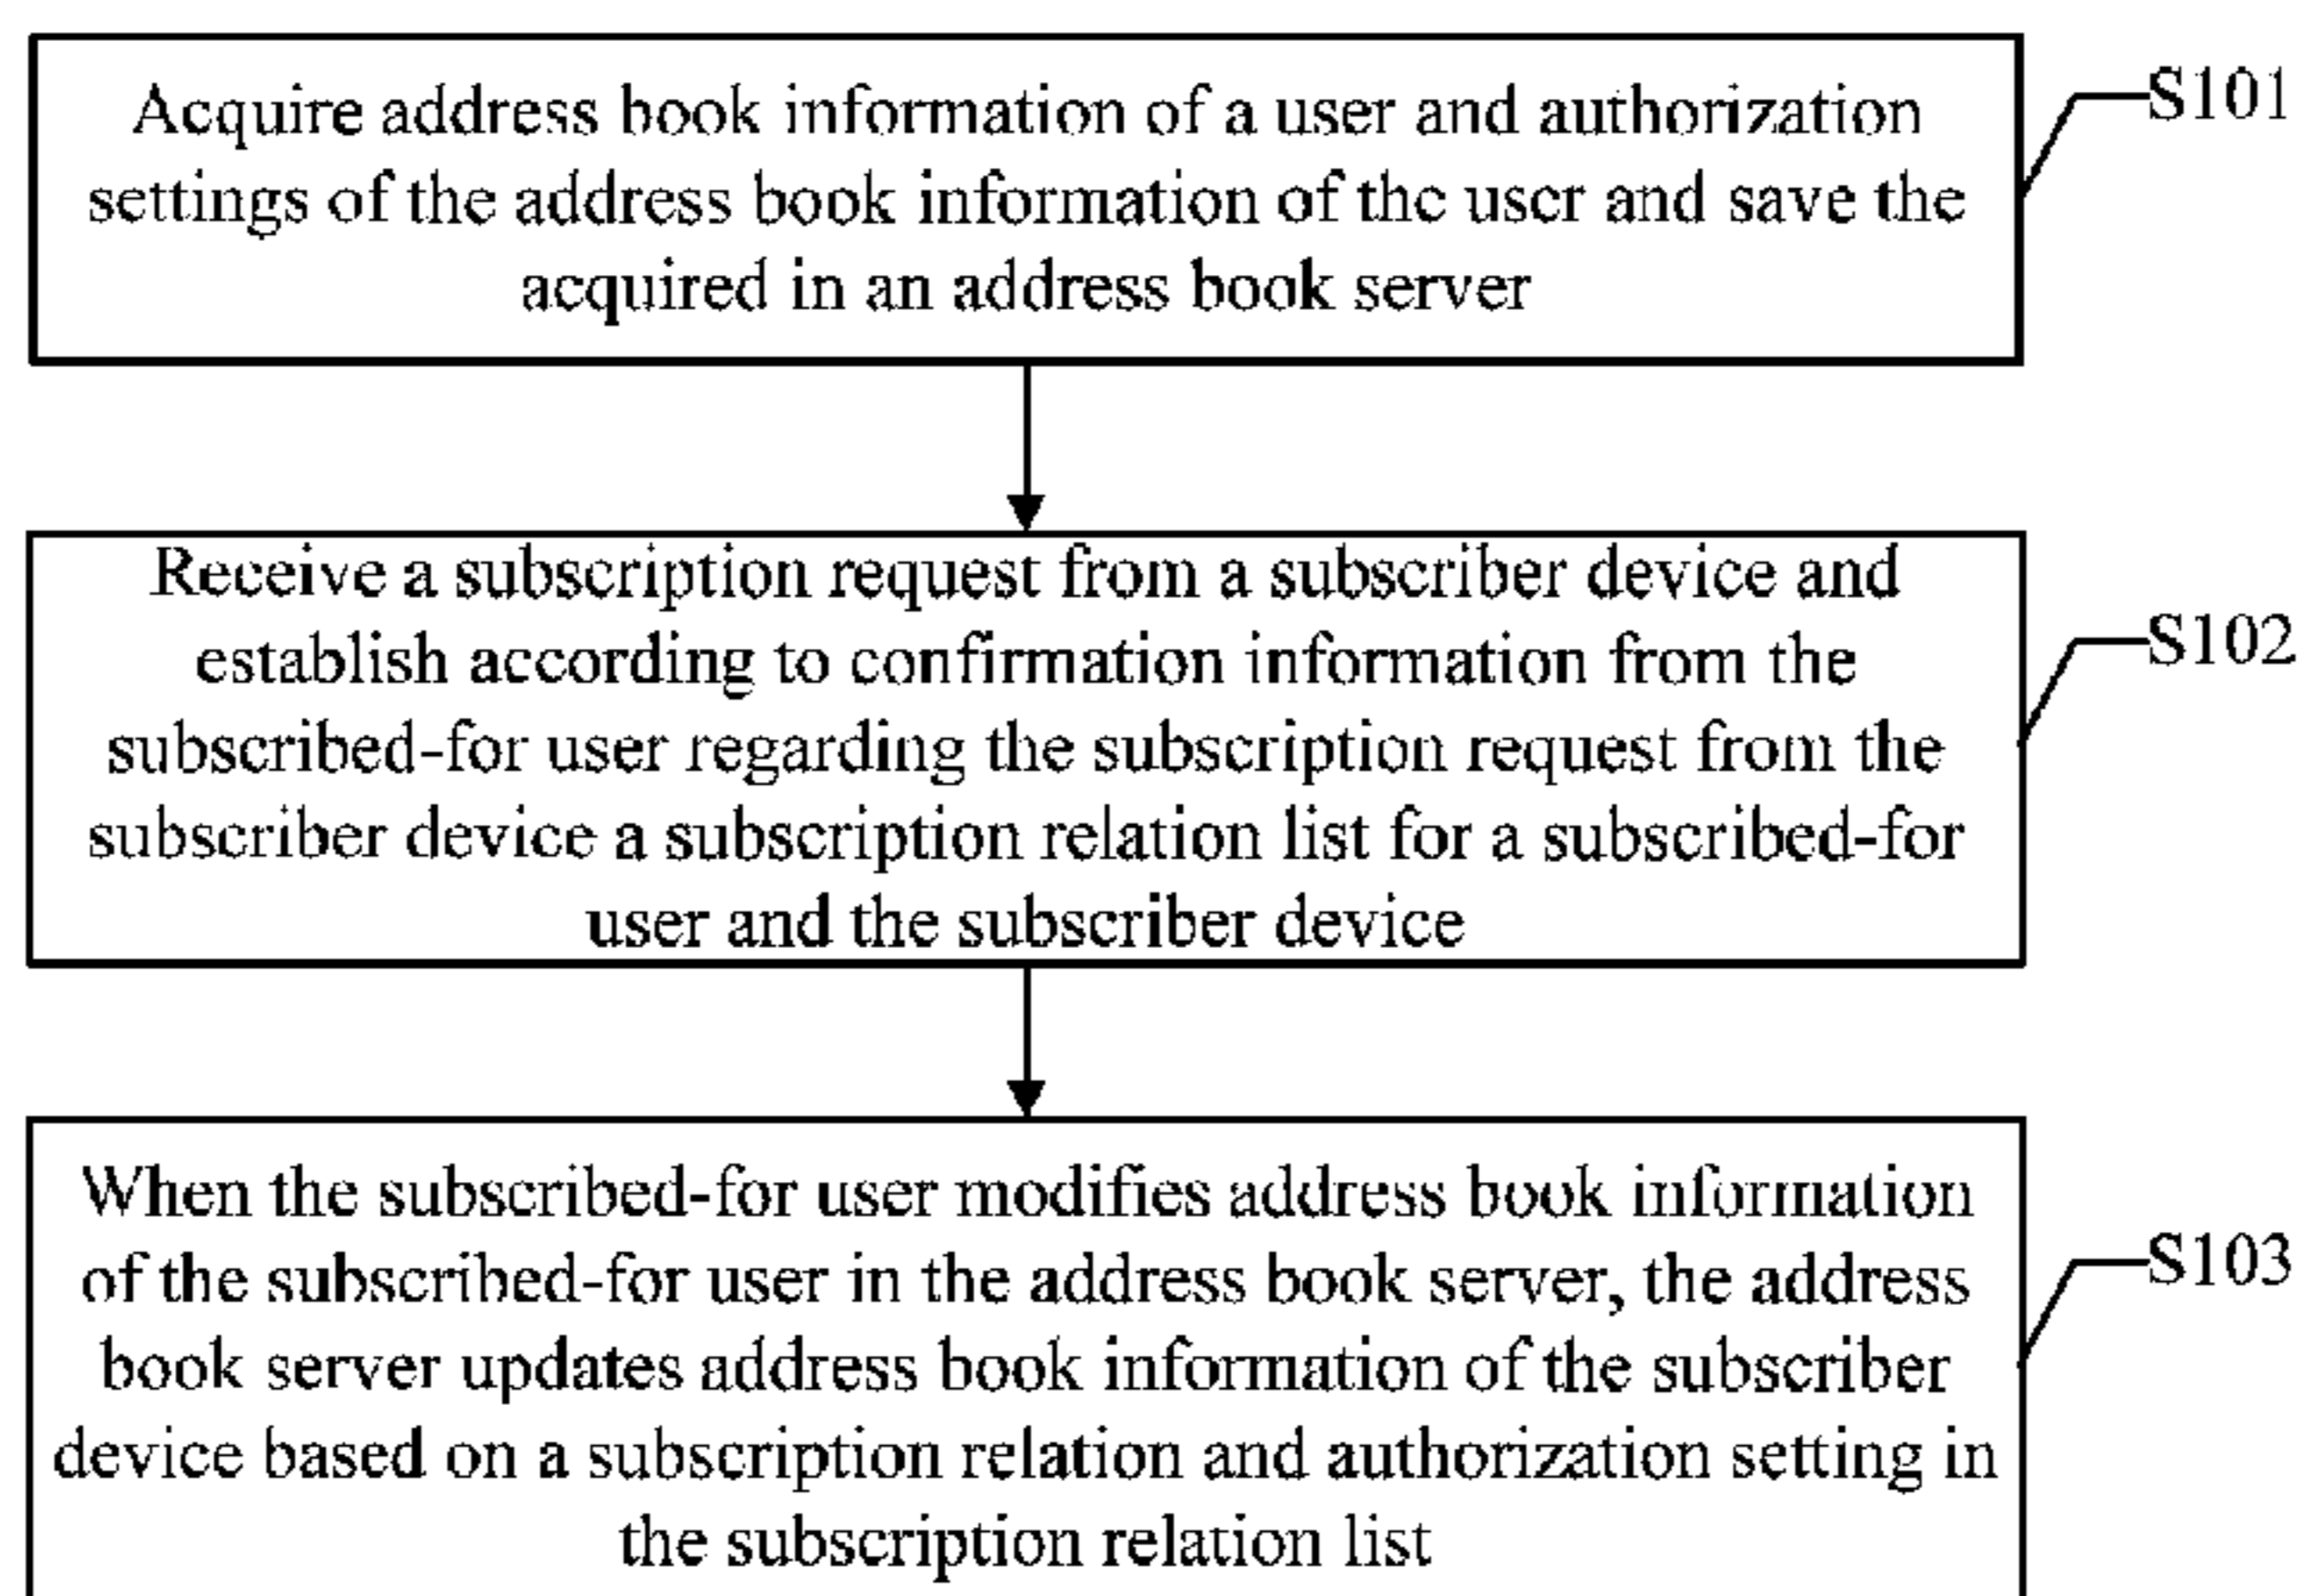 Acquire address book information of a user and authorization
settings of the address book information of the user and save the
acquired in an address book server
S101
Receive a subscription request from a subscriber device and
establish according to confirmation information from the
subscribed-for user regarding the subscription request from the
subscriber device a subscription relation list for a subscribed-for
user and the subscriber device
S102
When the subscribed-for user modifies address book information
of the subscribed-for user in the address book server, the address
book server updates address book information of the subscriber
device based on a subscription relation and authorization setting in
the subscription relation list
S103